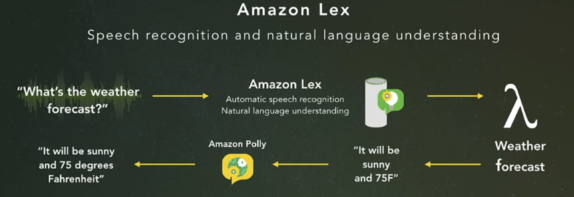 Amazon Lex
Speech recognition and natural language understanding
“What’s the weather
forecast?”
Amazon Lex
Automatic speech recognition
Natural language understanding
λ
Weather
forecast
“It will be
sunny
and 75F”
Amazon Polly
“It will be sunny
and 75 degrees
Fahrenheit”